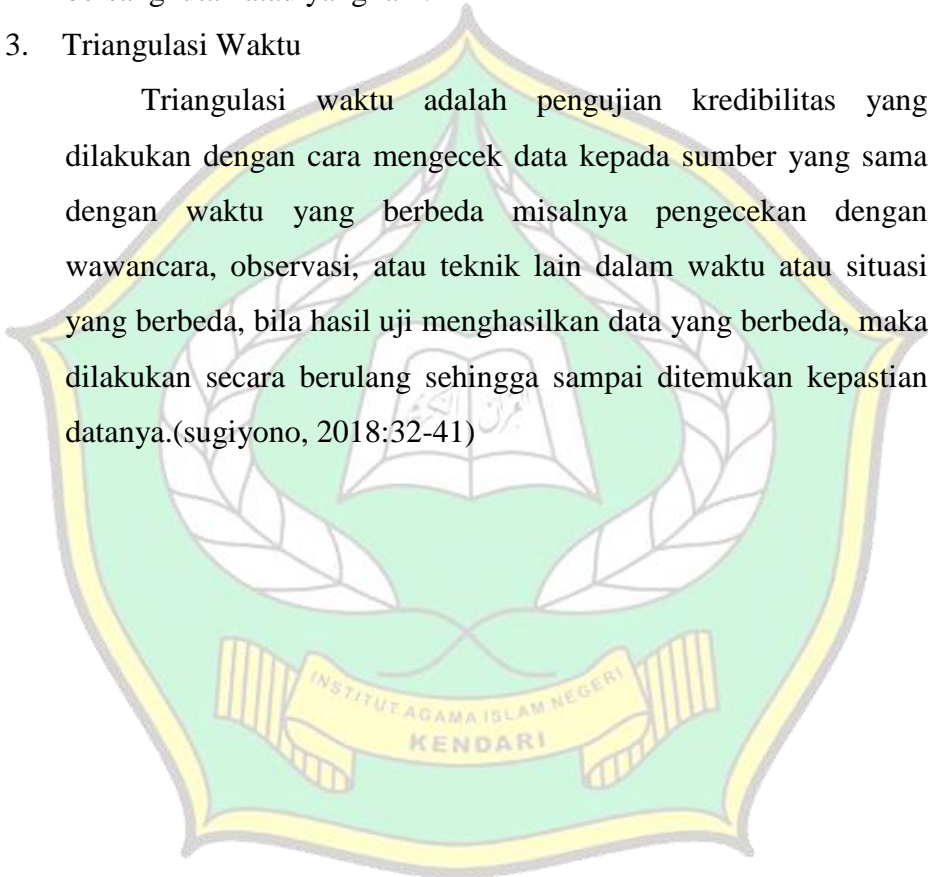 3. Triangulasi Waktu
Triangulasi waktu adalah pengujian kredibilitas yang
dilakukan dengan cara mengecek data kepada sumber yang sama
dengan waktu yang berbeda misalnya pengecekan dengan
wawancara, observasi, atau teknik lain dalam waktu atau situasi
yang berbeda, bila hasil uji menghasilkan data yang berbeda, maka
dilakukan secara berulang sehingga sampai ditemukan kepastian
datanya.(sugiyono, 2018:32-41)
INSTITUT AGAMA ISLAM NEGERI
KENDARI